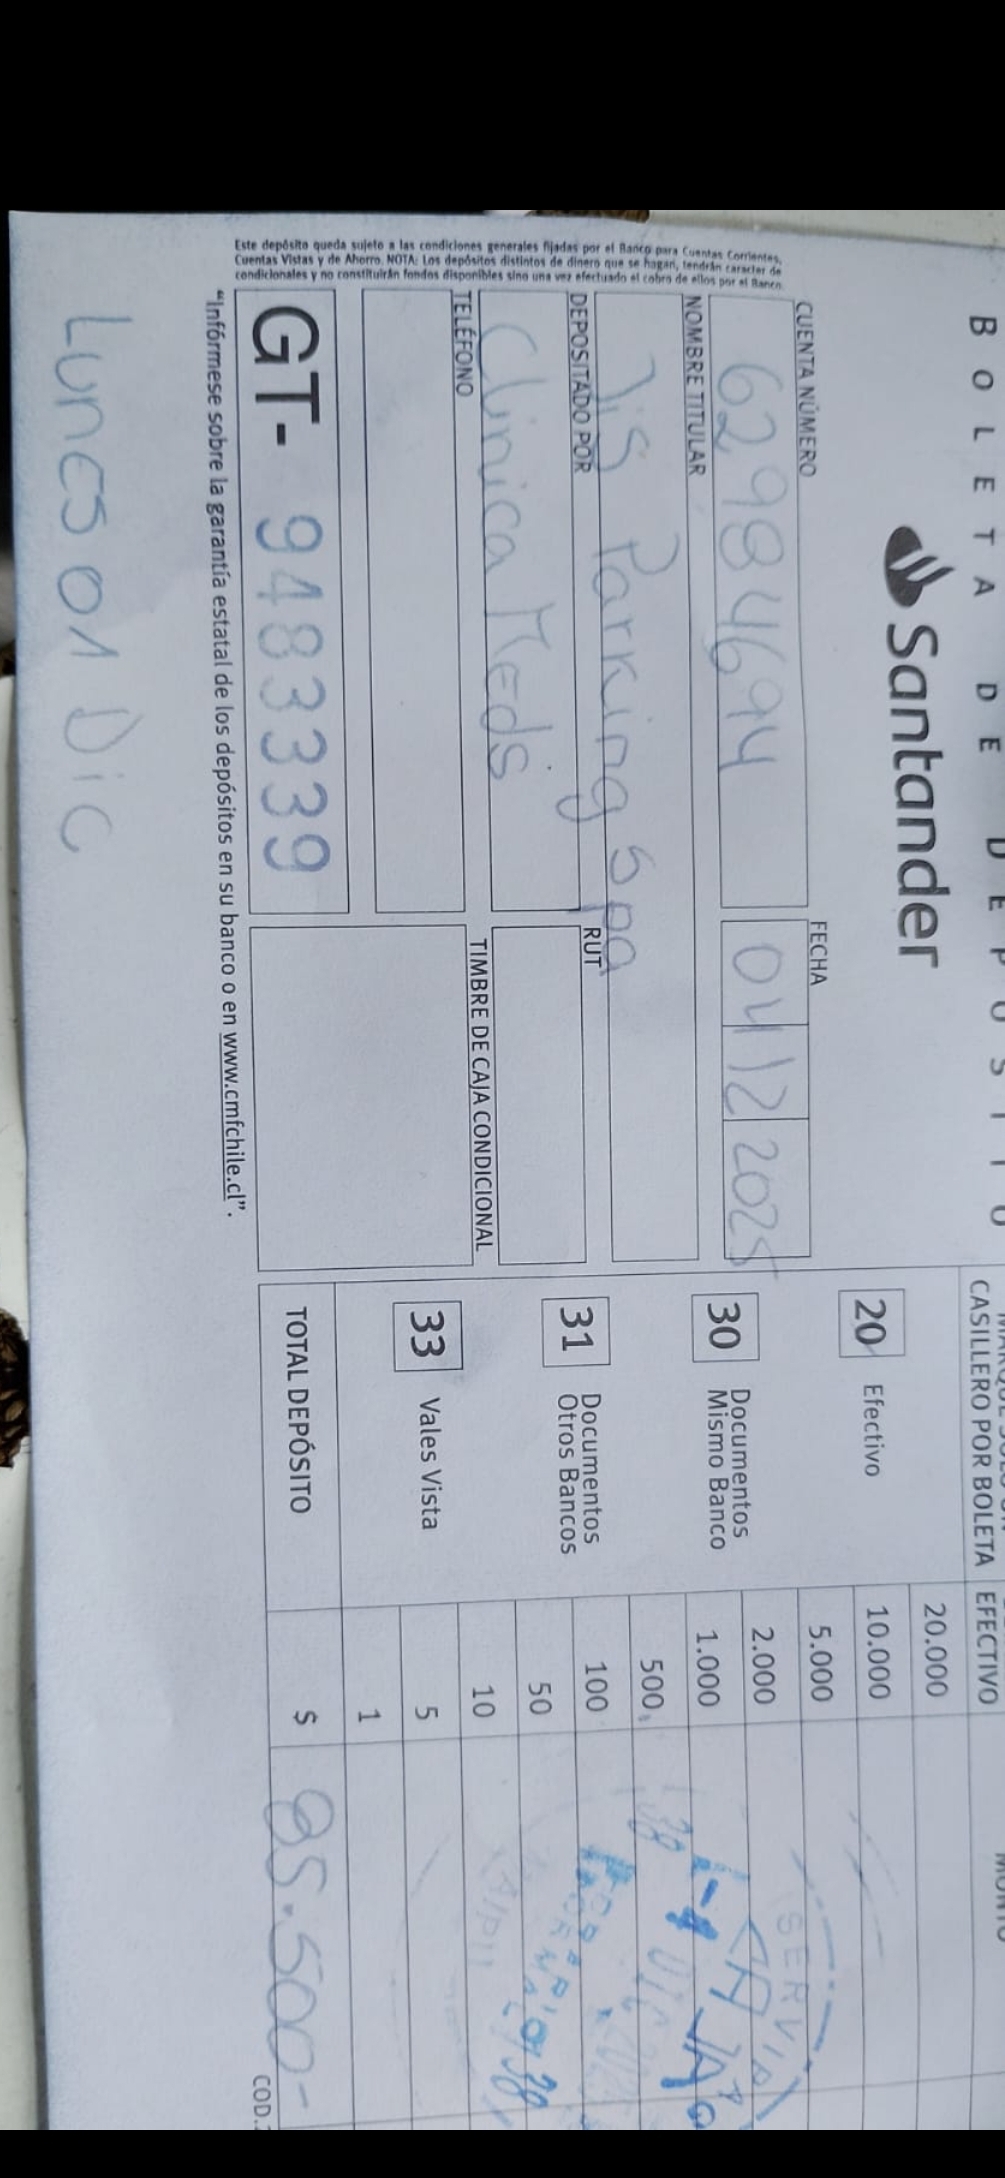 BOLETA DE DEPÓSITO
Santander
CUENTA NÚMERO
62984694
FECHA
04 12 2025
NOMBRE TITULAR
Jis Parking Spa
DEPOSITADO POR
Clinica Meds
RUT
TELÉFONO
TIMBRE DE CAJA CONDICIONAL
GT- 9483339
Este depósito queda sujeto a las condiciones generales fijadas por el Banco para Cuentas Corrientes,
Cuentas Vistas y de Ahorro. NOTA: Los depósitos distintos de dinero que se hagan, tendrán caracter de
condicionales y no constituirán fondos disponibles sino una vez efectuado el cobro de ellos por el Banco.
“Infórmese sobre la garantía estatal de los depósitos en su banco o en www.cmfchile.cl”.
Lunes 01 Dic
CASILLERO POR BOLETA
20 Efectivo
30 Documentos
Mismo Banco
31 Documentos
Otros Bancos
33 Vales Vista
TOTAL DEPÓSITO
EFECTIVO
MONTO
20.000
10.000
5.000
2.000
1.000
500
100
50
10
5
1
$ 85.500-
COD.